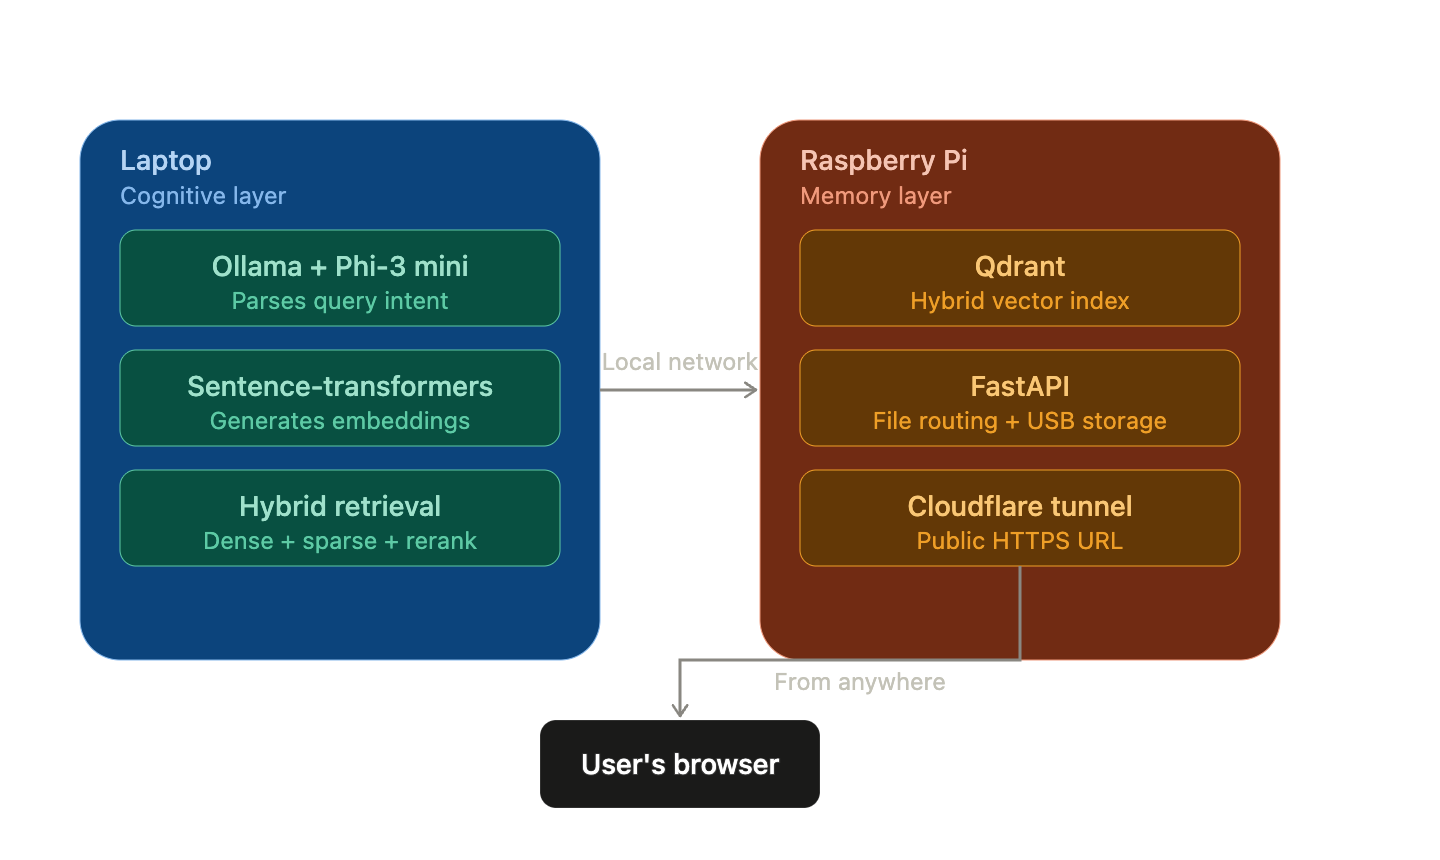 Laptop
Cognitive layer
Ollama + Phi-3 mini
Parses query intent
Sentence-transformers
Generates embeddings
Hybrid retrieval
Dense + sparse + rerank
Local network
Raspberry Pi
Memory layer
Qdrant
Hybrid vector index
FastAPI
File routing + USB storage
Cloudflare tunnel
Public HTTPS URL
From anywhere
User's browser